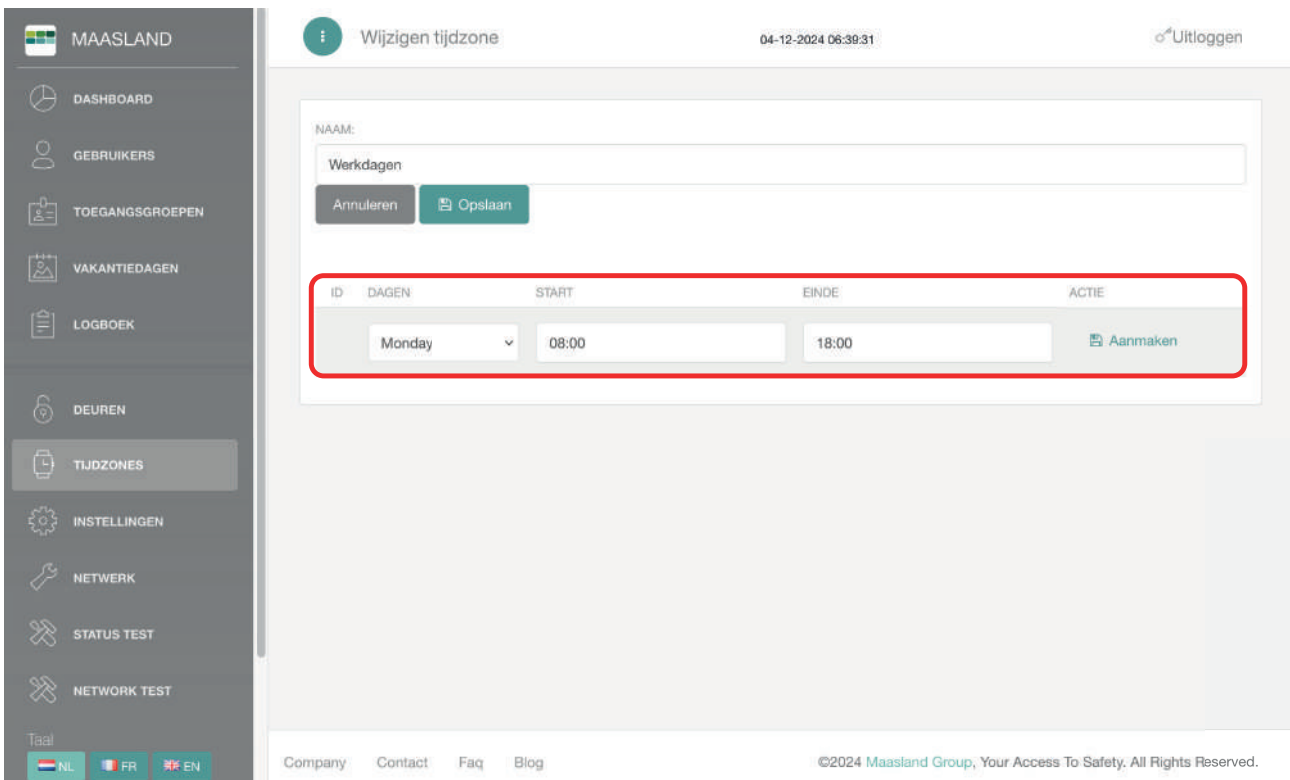 MAASLAND
DASHBOARD
GEBRUIKERS
TOEGANGSGROEPEN
VAKANTIEDAGEN
LOGBOEK
DEUREN
TIJDZONES
INSTELLINGEN
NETWERK
STATUS TEST
NETWORK TEST
Taal
NL FR EN
Wijzigen tijdzone 04-12-2024 06:39:31 Uitloggen
NAAM:
Werkdagen
Annuleren Opslaan
ID DAGEN START EINDE ACTIE
Monday 08:00 18:00 Aanmaken
Company Contact Faq Blog ©2024 Maasland Group, Your Access To Safety. All Rights Reserved.